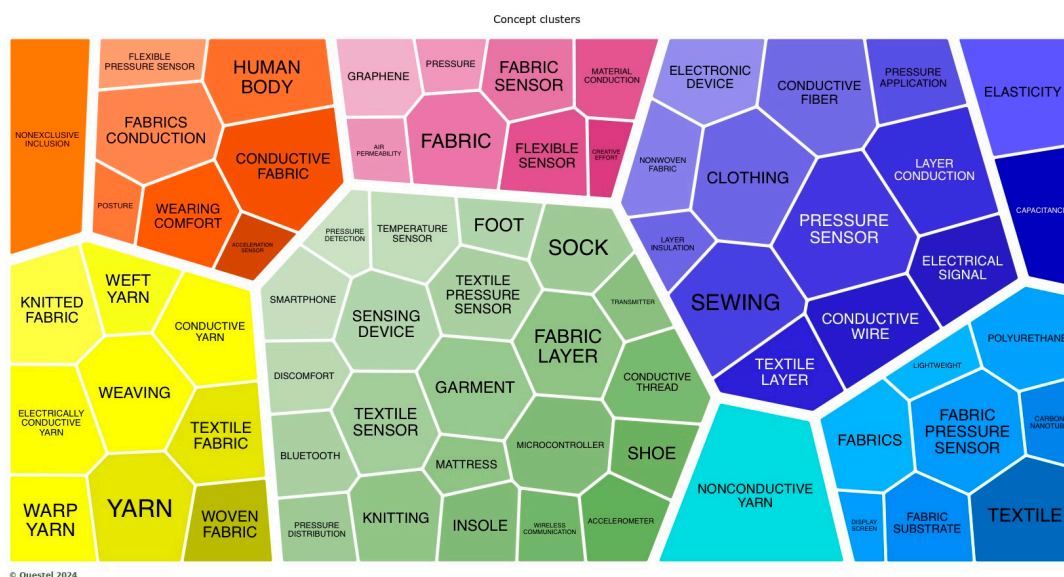 Concept clusters
NONEXCLUSIVE
INCLUSION
FLEXIBLE
PRESSURE SENSOR
HUMAN
BODY
FABRICS
CONDUCTION
CONDUCTIVE
FABRIC
POSTURE
WEARING
COMFORT
ACCELERATION
SENSOR
GRAPHENE
PRESSURE
FABRIC
SENSOR
MATERIAL
CONDUCTION
AIR
PERMEABILITY
FABRIC
FLEXIBLE
SENSOR
CREATIVE
EFFORT
ELECTRONIC
DEVICE
CONDUCTIVE
FIBER
PRESSURE
APPLICATION
NONWOVEN
FABRIC
CLOTHING
LAYER
CONDUCTION
PRESSURE
SENSOR
LAYER
INSULATION
ELECTRICAL
SIGNAL
SEWING
CONDUCTIVE
WIRE
TEXTILE
LAYER
ELASTICITY
CAPACITANC
KNITTED
FABRIC
WEFT
YARN
CONDUCTIVE
YARN
WEAVING
ELECTRICALLY
CONDUCTIVE
YARN
TEXTILE
FABRIC
WARP
YARN
YARN
WOVEN
FABRIC
PRESSURE
DETECTION
TEMPERATURE
SENSOR
FOOT
SOCK
SMARTPHONE
SENSING
DEVICE
TEXTILE
PRESSURE
SENSOR
TRANSMITTER
FABRIC
LAYER
DISCOMFORT
GARMENT
CONDUCTIVE
THREAD
TEXTILE
SENSOR
BLUETOOTH
MATTRESS
MICROCONTROLLER
SHOE
PRESSURE
DISTRIBUTION
KNITTING
INSOLE
WIRELESS
COMMUNICATION
ACCELEROMETER
NONCONDUCTIVE
YARN
LIGHTWEIGHT
POLYURETHANE
FABRICS
FABRIC
PRESSURE
SENSOR
CARBON
NANOTUB
DISPLAY
SCREEN
FABRIC
SUBSTRATE
TEXTILE
© Questel 2024